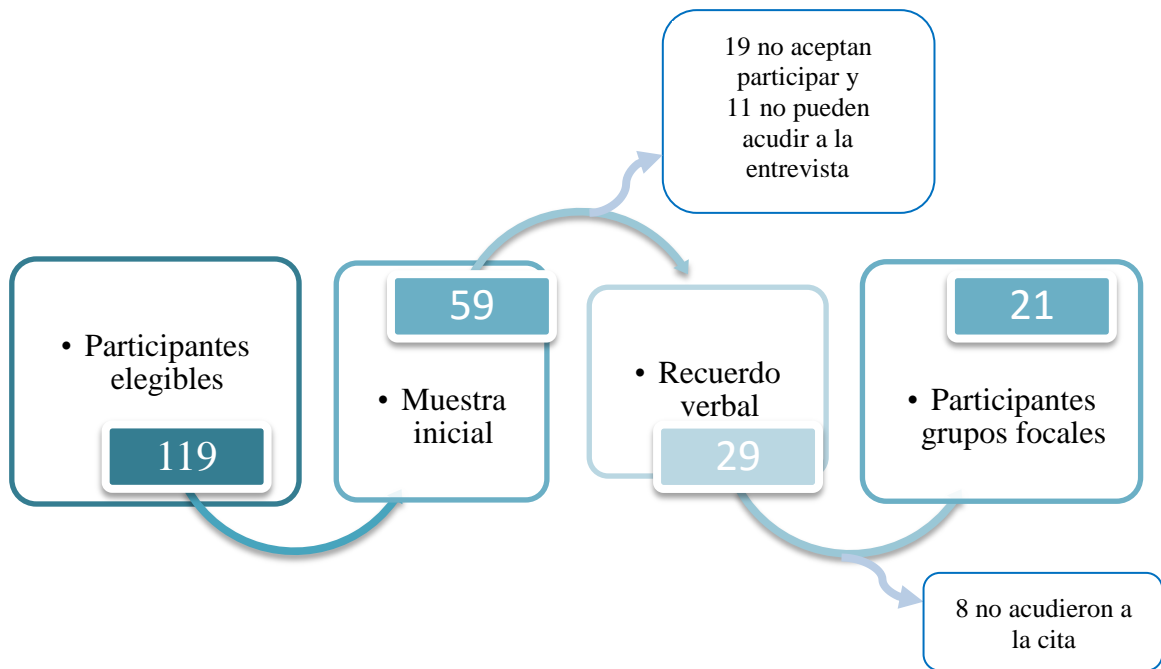 19 no aceptan
participar y
11 no pueden
acudir a la
entrevista
• Participantes
elegibles
119
59
• Muestra
inicial
• Recuerdo
verbal
29
21
• Participantes
grupos focales
8 no acudieron a
la cita